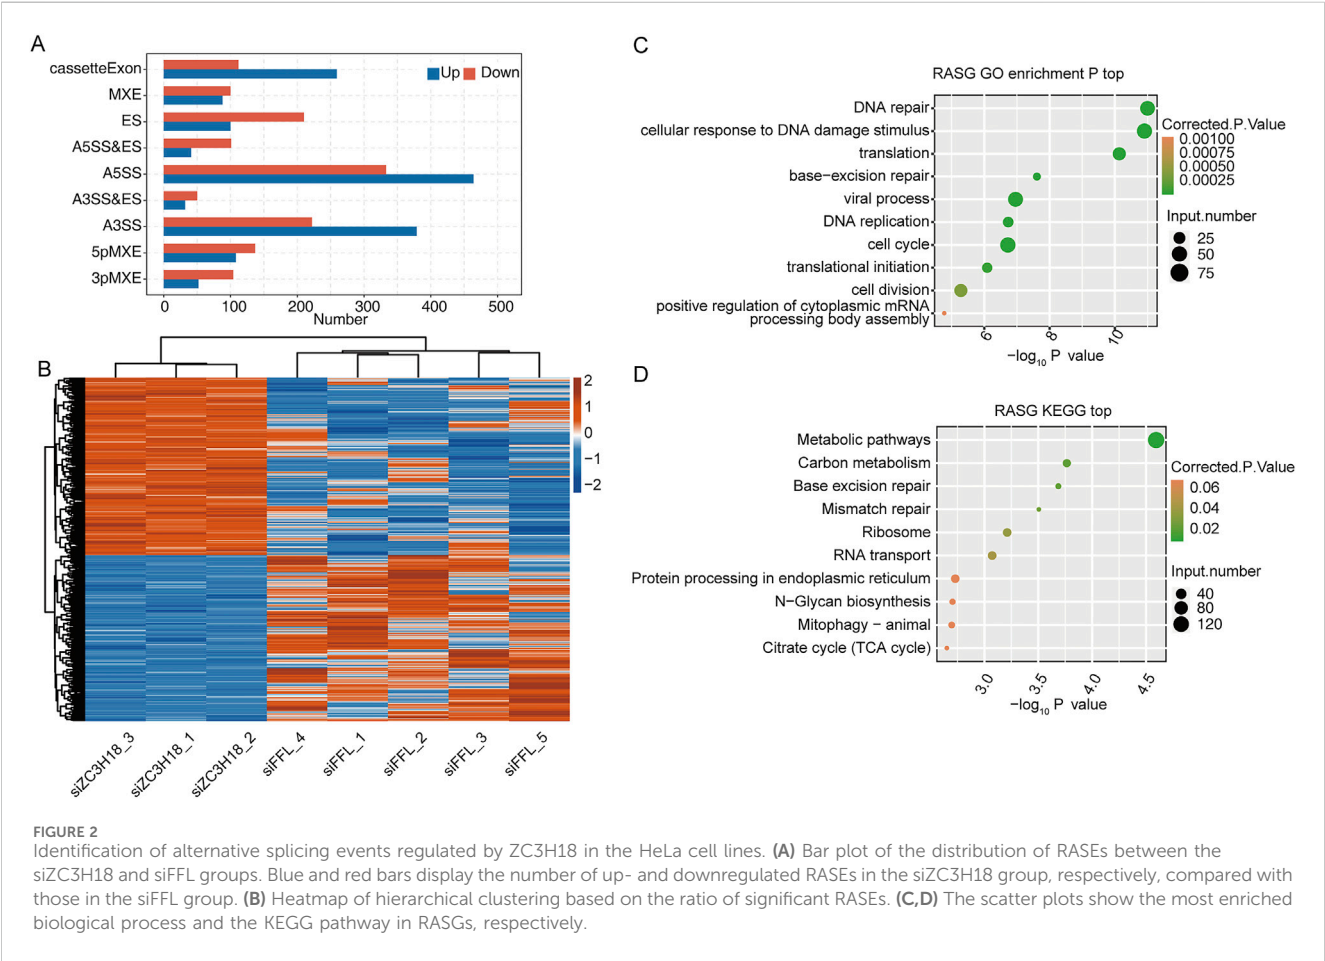 A
cassetteExon
MXE
ES
A5SS&ES
A5SS
A3SS&ES
A3SS
5pMXE
3pMXE
Up Down
0 100 200 300 400 500
Number
B
2
1
0
−1
−2
siZC3H18_3 siZC3H18_1 siZC3H18_2 siFFL_4 siFFL_1 siFFL_2 siFFL_3 siFFL_5
C
RASG GO enrichment P top
DNA repair
cellular response to DNA damage stimulus
translation
base−excision repair
viral process
DNA replication
cell cycle
translational initiation
cell division
positive regulation of cytoplasmic mRNA
processing body assembly
6 8 10
−log10 P value
Corrected.P.Value
0.00100
0.00075
0.00050
0.00025
Input.number
25
50
75
D
RASG KEGG top
Metabolic pathways
Carbon metabolism
Base excision repair
Mismatch repair
Ribosome
RNA transport
Protein processing in endoplasmic reticulum
N−Glycan biosynthesis
Mitophagy − animal
Citrate cycle (TCA cycle)
3.0 3.5 4.0 4.5
−log10 P value
Corrected.P.Value
0.06
0.04
0.02
Input.number
40
80
120
FIGURE 2
Identification of alternative splicing events regulated by ZC3H18 in the HeLa cell lines. (A) Bar plot of the distribution of RASEs between the
siZC3H18 and siFFL groups. Blue and red bars display the number of up- and downregulated RASEs in the siZC3H18 group, respectively, compared with
those in the siFFL group. (B) Heatmap of hierarchical clustering based on the ratio of significant RASEs. (C,D) The scatter plots show the most enriched
biological process and the KEGG pathway in RASGs, respectively.